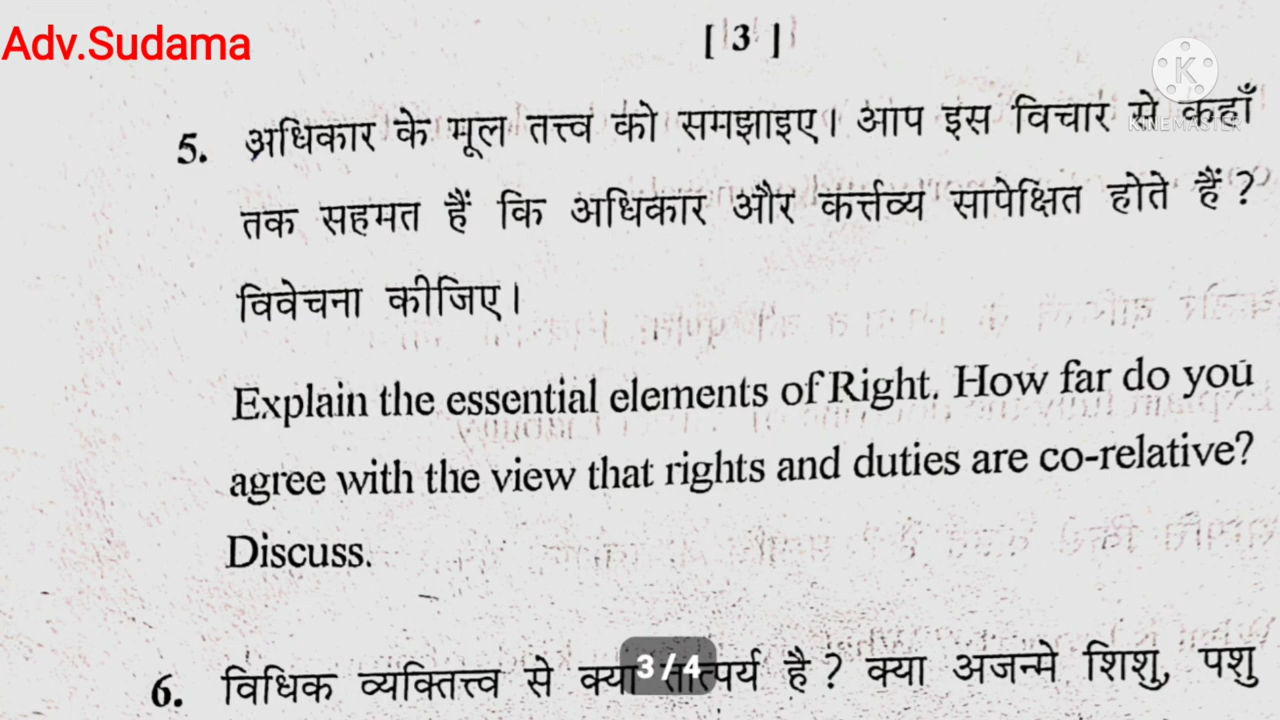 Adv.Sudama
[ 3 ]
K
KINEMASTER
5. अधिकार के मूल तत्त्व को समझाइए। आप इस विचार से कहाँ
तक सहमत हैं कि अधिकार और कर्त्तव्य सापेक्षित होते हैं ?
विवेचना कीजिए।
Explain the essential elements of Right. How far do you
agree with the view that rights and duties are co-relative?
Discuss.
3 / 4
6. विधिक व्यक्तित्त्व से क्या तात्पर्य है ? क्या अजन्मे शिशु, पशु